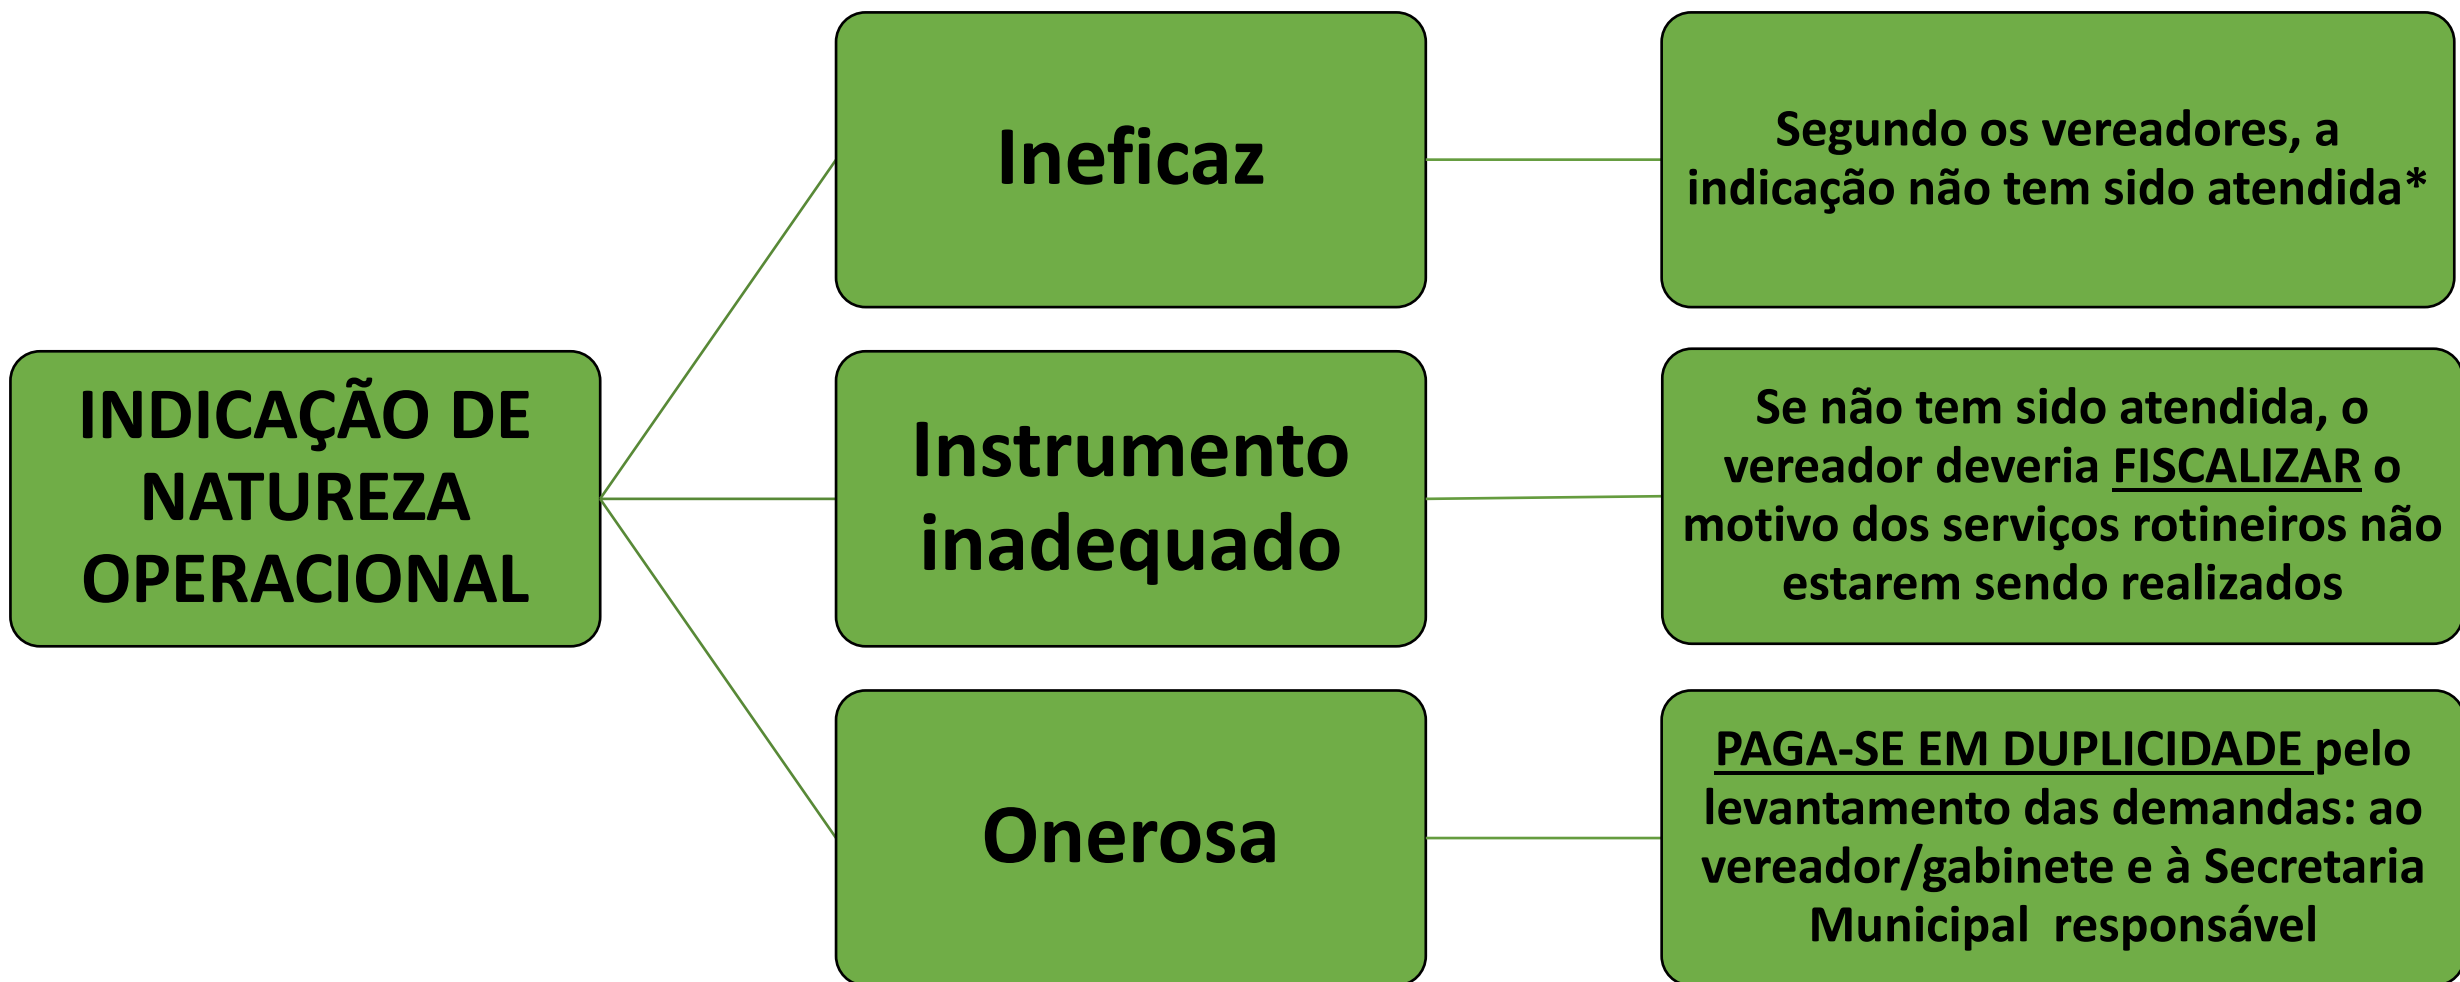 INDICAÇÃO DE
NATUREZA
OPERACIONAL
Ineficaz
Segundo os vereadores, a
indicação não tem sido atendida*
Instrumento
inadequado
Se não tem sido atendida, o
vereador deveria FISCALIZAR o
motivo dos serviços rotineiros não
estarem sendo realizados
Onerosa
PAGA-SE EM DUPLICIDADE pelo
levantamento das demandas: ao
vereador/gabinete e à Secretaria
Municipal responsável